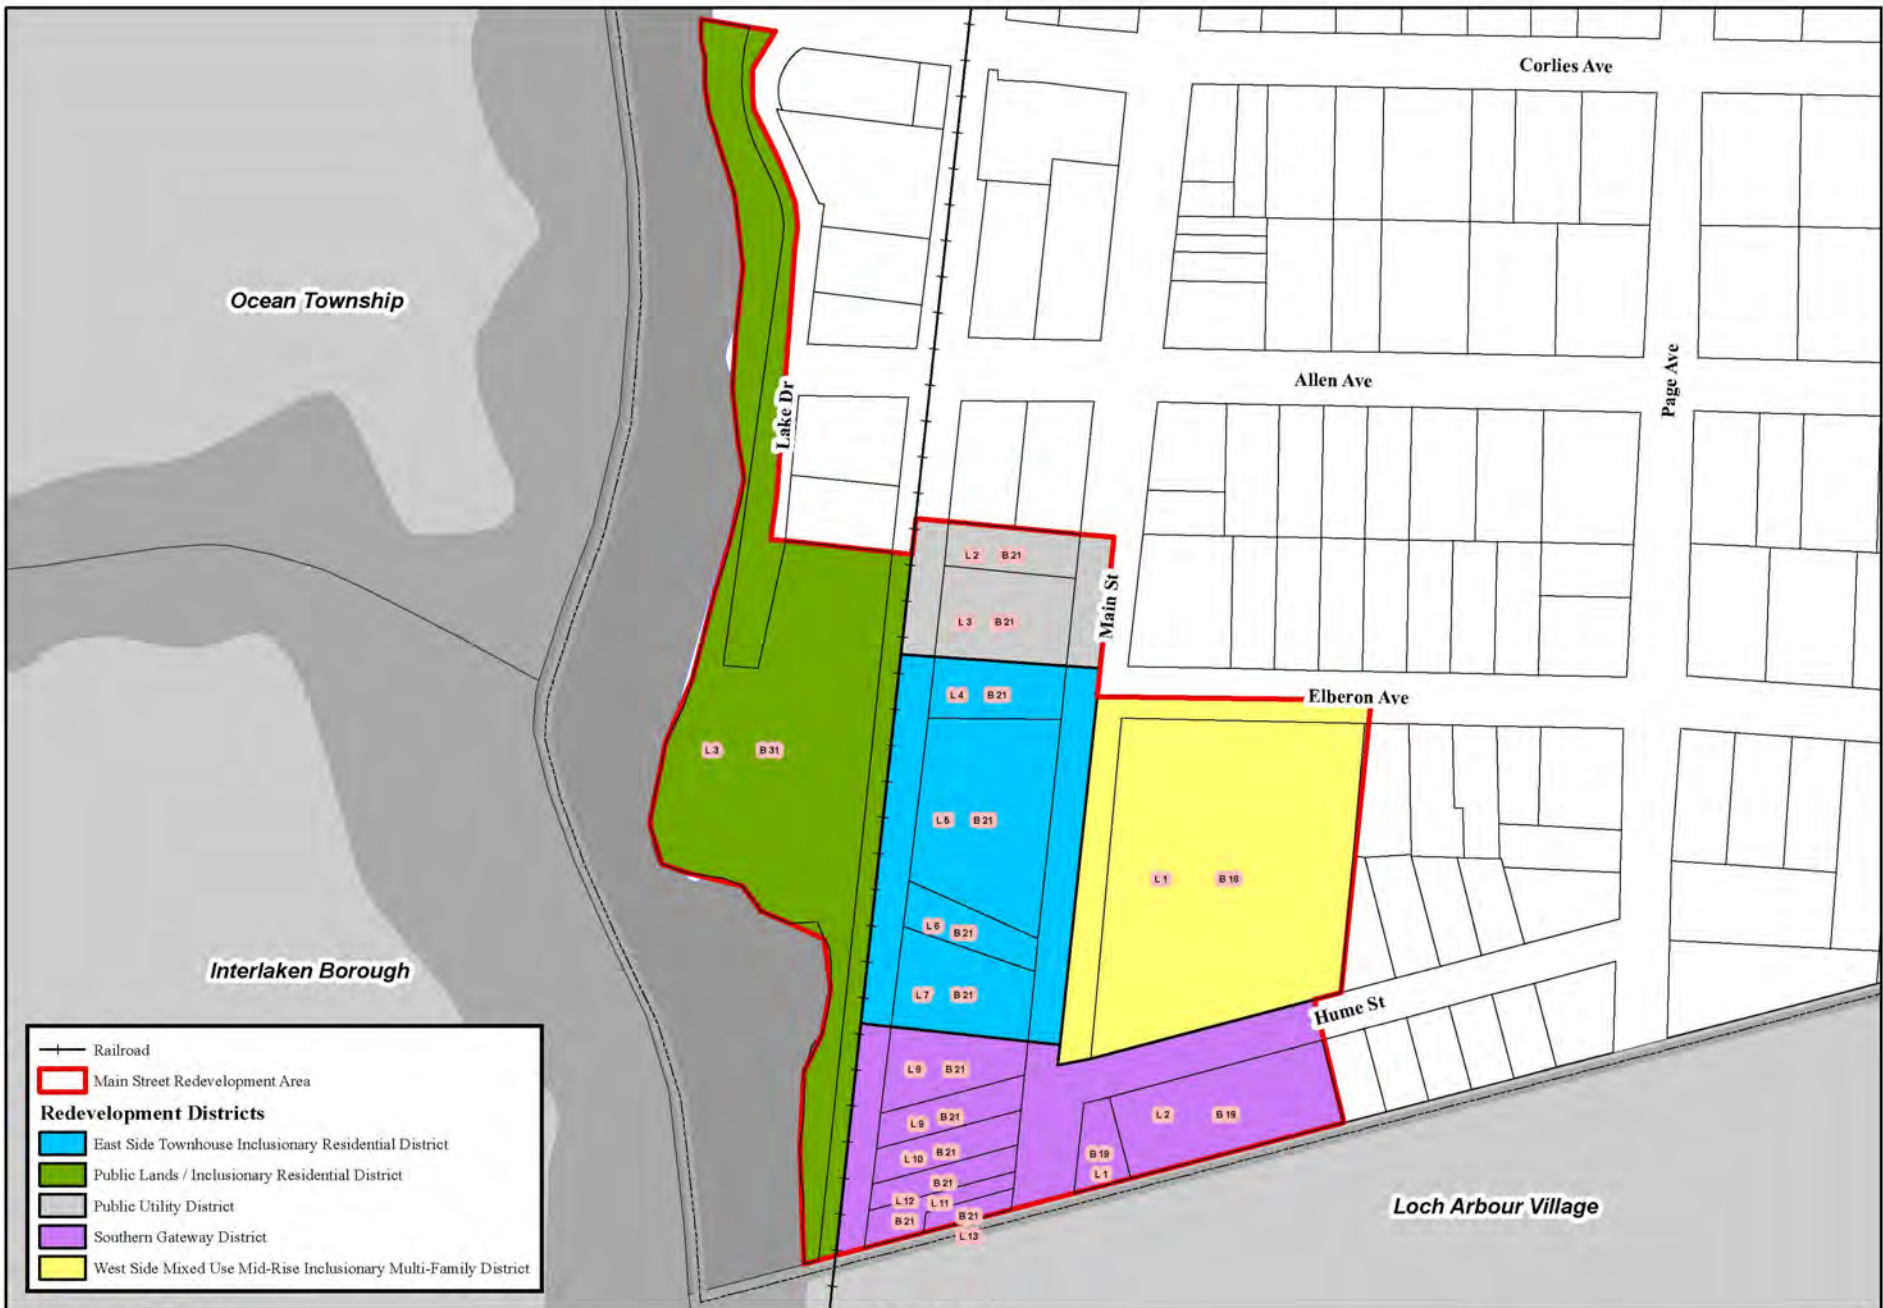 Corlies Ave
Ocean Township
Allen Ave
Page Ave
Lake Dr
L 2 B 21
Main St
L 3 B 21
L 4 B 21
Elberon Ave
L 3 B 31
L 5 B 21
L 1 B 18
L 6 B 21
L 7 B 21
Interlaken Borough
Hume St
L 8 B 21
L 9 B 21
L 2 B 19
L 10 B 21
B 19
L 1
B 21
L 12 L 11
B 21 B 21
L 13
Loch Arbour Village
Railroad
Main Street Redevelopment Area
Redevelopment Districts
East Side Townhouse Inclusionary Residential District
Public Lands / Inclusionary Residential District
Public Utility District
Southern Gateway District
West Side Mixed Use Mid-Rise Inclusionary Multi-Family District